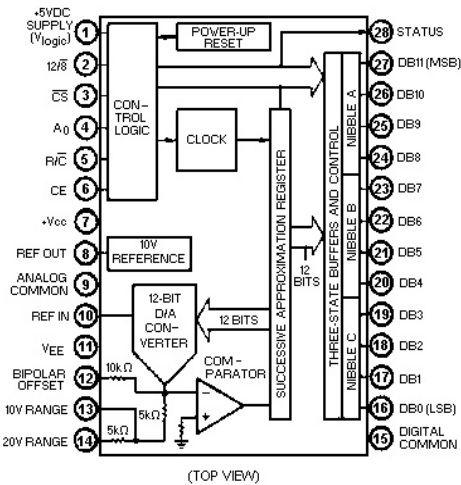 +5VDC
SUPPLY
(Vlogic)
1
2
12/8
3
CS
4
A0
5
R/C
6
CE
7
+Vcc
8
REF OUT
9
ANALOG
COMMON
10
REF IN
11
VEE
12
BIPOLAR
OFFSET
13
10V RANGE
14
20V RANGE
POWER-UP
RESET
CON-
TROL
LOGIC
CLOCK
10V
REFERENCE
12-BIT
D/A
CON-
VERTER
12 BITS
COM-
PARATOR
10kΩ
5kΩ
5kΩ
−
+
SUCCESSIVE APPROXIMATION REGISTER
12
BITS
THREE-STATE BUFFERS AND CONTROL
NIBBLE A
NIBBLE B
NIBBLE C
28 STATUS
27 DB11 (MSB)
26 DB10
25 DB9
24 DB8
23 DB7
22 DB6
21 DB5
20 DB4
19 DB3
18 DB2
17 DB1
16 DB0 (LSB)
15 DIGITAL
COMMON
(TOP VIEW)